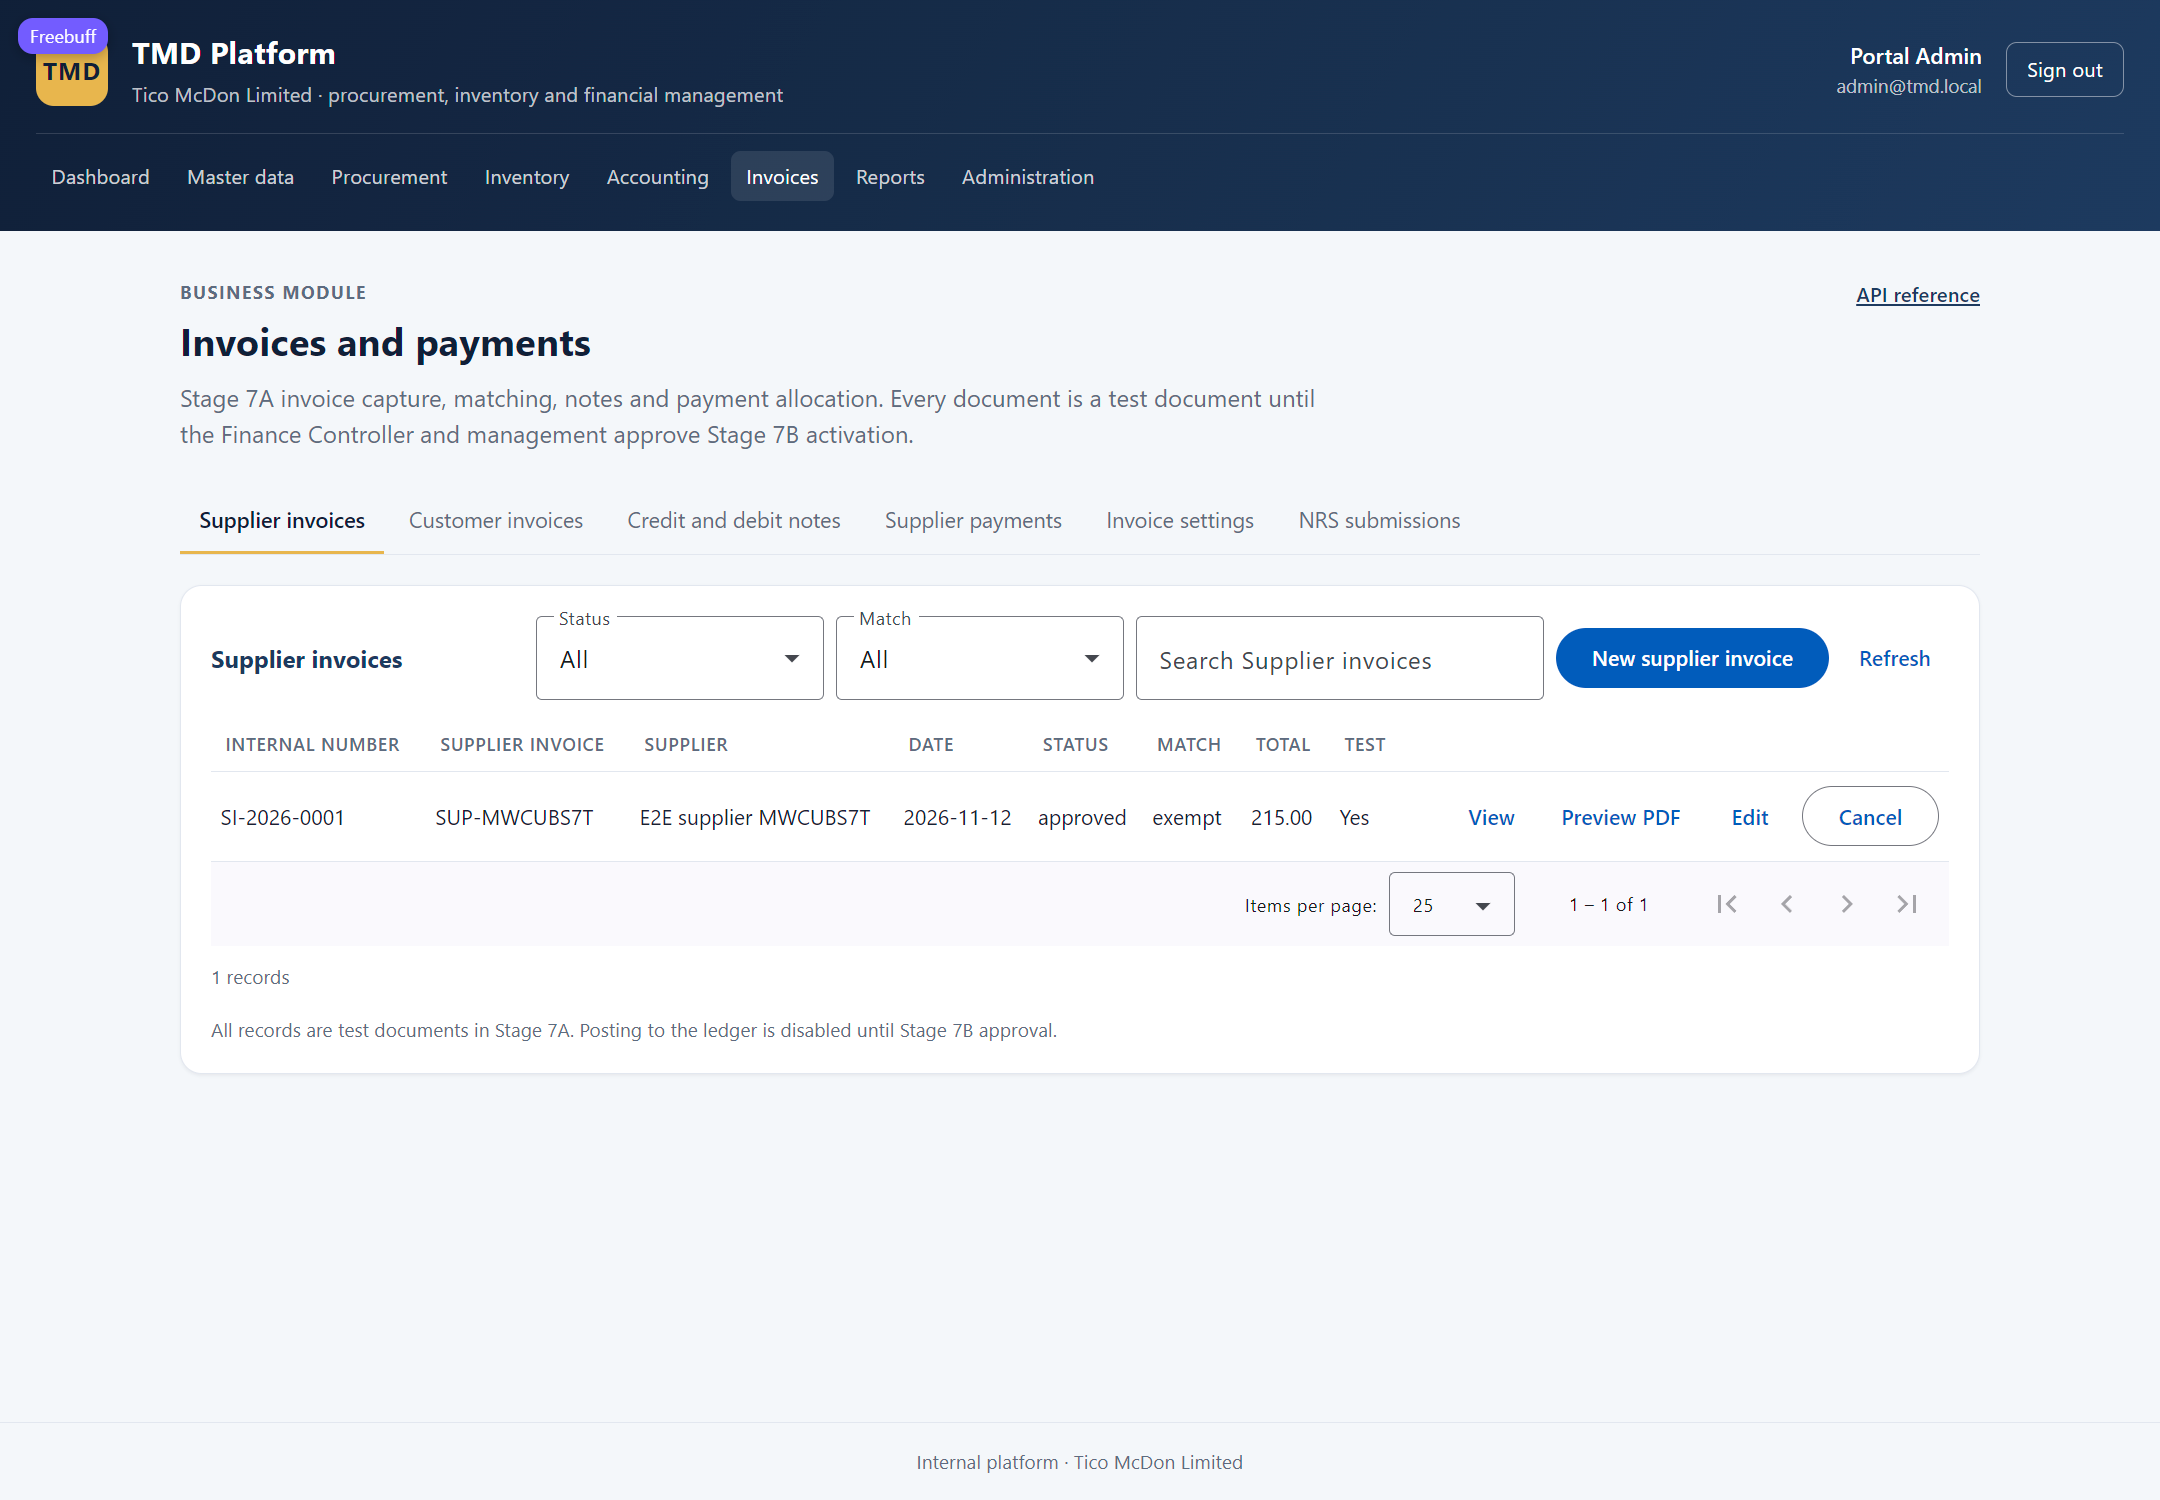 Freebuff
TMD
TMD Platform
Tico McDon Limited · procurement, inventory and financial management
Portal Admin
admin@tmd.local
Sign out
Dashboard Master data Procurement Inventory Accounting Invoices Reports Administration
BUSINESS MODULE
API reference
Invoices and payments
Stage 7A invoice capture, matching, notes and payment allocation. Every document is a test document until
the Finance Controller and management approve Stage 7B activation.
Supplier invoices Customer invoices Credit and debit notes Supplier payments Invoice settings NRS submissions
Supplier invoices
Status
All
Match
All
Search Supplier invoices
New supplier invoice
Refresh
INTERNAL NUMBER SUPPLIER INVOICE SUPPLIER DATE STATUS MATCH TOTAL TEST
SI-2026-0001 SUP-MWCUBS7T E2E supplier MWCUBS7T 2026-11-12 approved exempt 215.00 Yes View Preview PDF Edit Cancel
Items per page: 25 1 – 1 of 1
1 records
All records are test documents in Stage 7A. Posting to the ledger is disabled until Stage 7B approval.
Internal platform · Tico McDon Limited